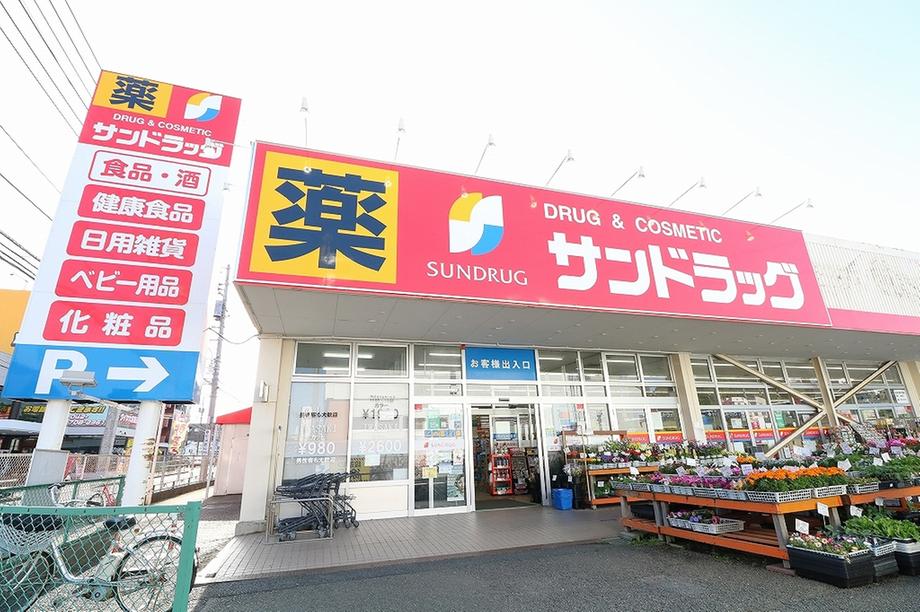 薬
DRUG & COSMETIC
サンドラッグ
食品・酒
健康食品
日用雑貨
ベビー用品
化粧品
P →
薬
SUNDRUG
DRUG & COSMETIC
サンドラッグ
お客様出入口
¥980
¥2600